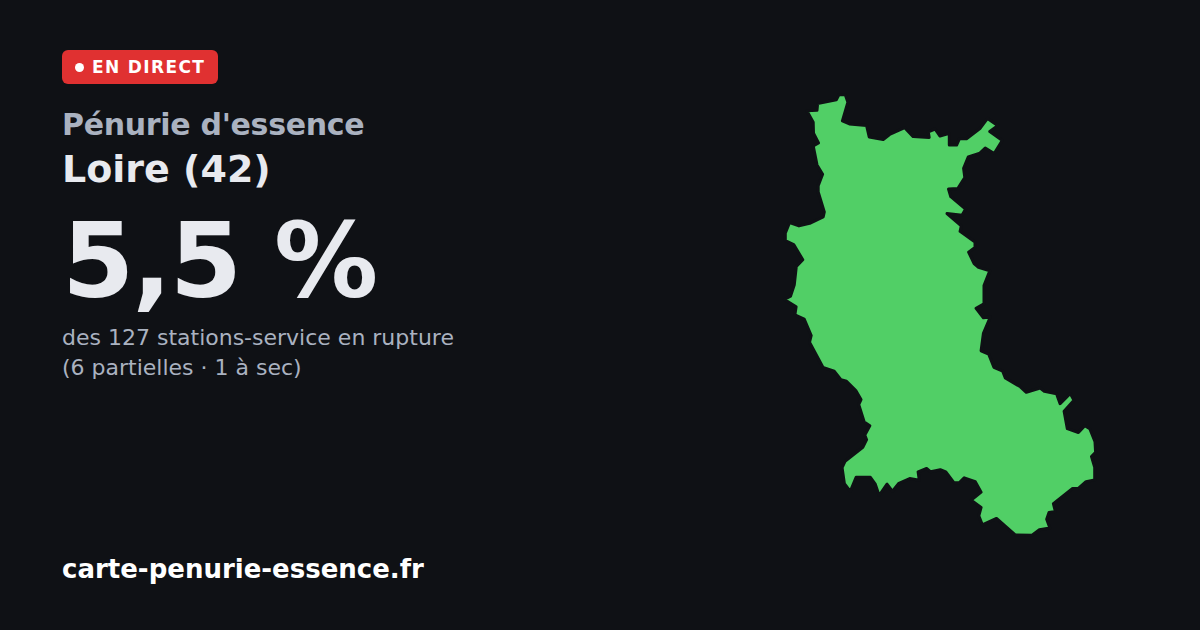 EN DIRECT
Pénurie d'essence
Loire (42)
5,5 %
des 127 stations-service en rupture
(6 partielles · 1 à sec)
carte-penurie-essence.fr